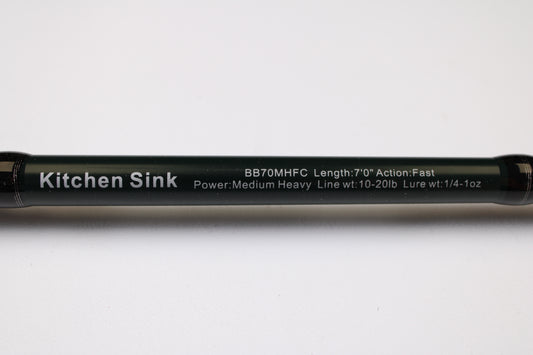 Kitchen Sink
BB70MHFC Length:7'0" Action:Fast
Power:Medium Heavy Line wt:10-20lb Lure wt:1/4-1oz